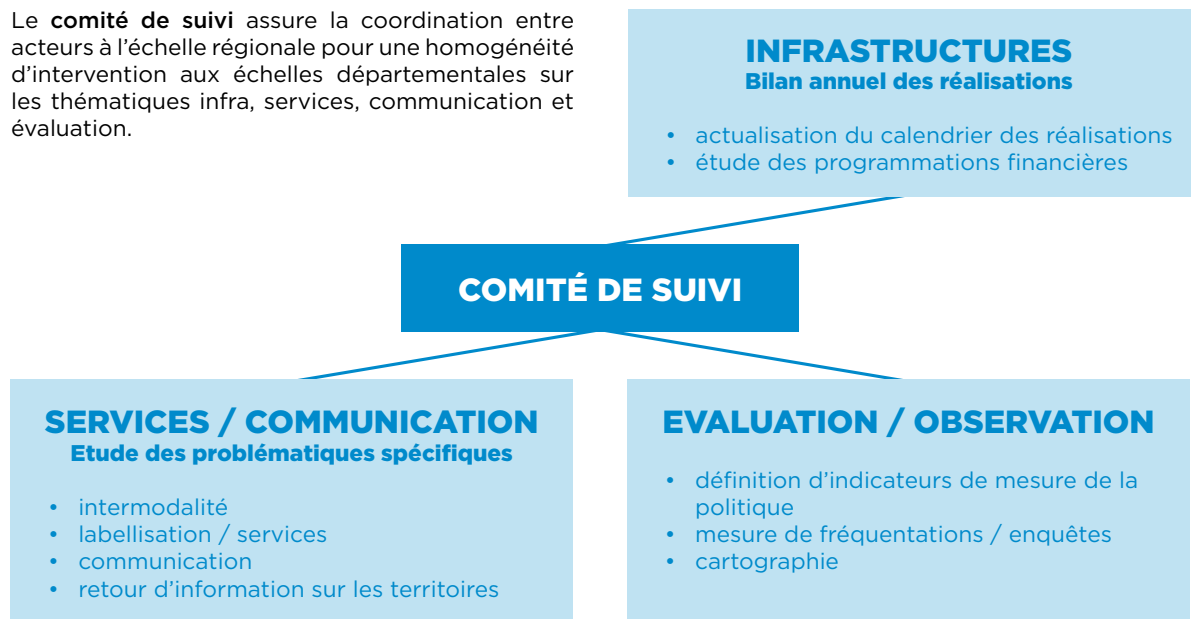 Le comité de suivi assure la coordination entre
acteurs à l’échelle régionale pour une homogénéité
d’intervention aux échelles départementales sur
les thématiques infra, services, communication et
évaluation.
INFRASTRUCTURES
Bilan annuel des réalisations
• actualisation du calendrier des réalisations
• étude des programmations financières
COMITÉ DE SUIVI
SERVICES / COMMUNICATION
Etude des problématiques spécifiques
• intermodalité
• labellisation / services
• communication
• retour d’information sur les territoires
EVALUATION / OBSERVATION
• définition d’indicateurs de mesure de la
politique
• mesure de fréquentations / enquêtes
• cartographie